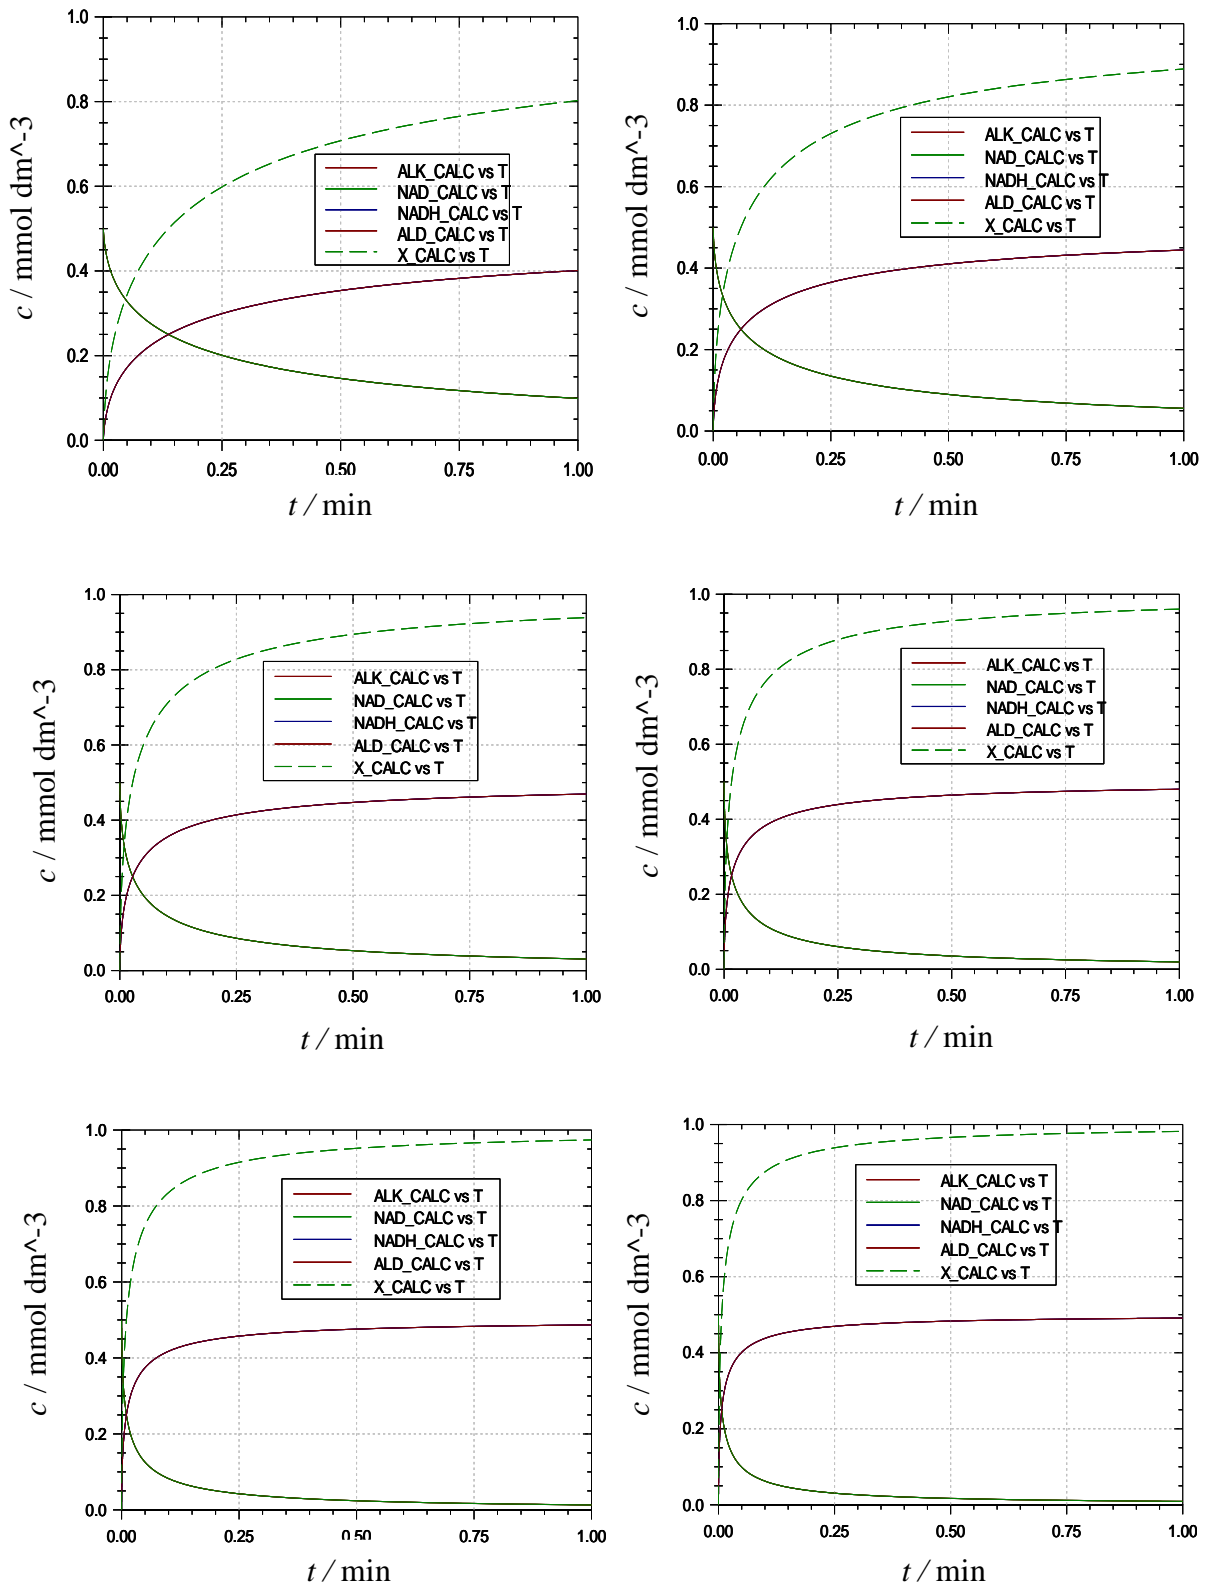 1.0
0.8
0.6
0.4
0.2
0.0
c / mmol dm^-3
ALK_CALC vs T
NAD_CALC vs T
NADH_CALC vs T
ALD_CALC vs T
X_CALC vs T
0.00 0.25 0.50 0.75 1.00
t / min
1.0
0.8
0.6
0.4
0.2
0.0
c / mmol dm^-3
ALK_CALC vs T
NAD_CALC vs T
NADH_CALC vs T
ALD_CALC vs T
X_CALC vs T
0.00 0.25 0.50 0.75 1.00
t / min
1.0
0.8
0.6
0.4
0.2
0.0
c / mmol dm^-3
ALK_CALC vs T
NAD_CALC vs T
NADH_CALC vs T
ALD_CALC vs T
X_CALC vs T
0.00 0.25 0.50 0.75 1.00
t / min
1.0
0.8
0.6
0.4
0.2
0.0
c / mmol dm^-3
ALK_CALC vs T
NAD_CALC vs T
NADH_CALC vs T
ALD_CALC vs T
X_CALC vs T
0.00 0.25 0.50 0.75 1.00
t / min
1.0
0.8
0.6
0.4
0.2
0.0
c / mmol dm^-3
ALK_CALC vs T
NAD_CALC vs T
NADH_CALC vs T
ALD_CALC vs T
X_CALC vs T
0.00 0.25 0.50 0.75 1.00
t / min
1.0
0.8
0.6
0.4
0.2
0.0
c / mmol dm^-3
ALK_CALC vs T
NAD_CALC vs T
NADH_CALC vs T
ALD_CALC vs T
X_CALC vs T
0.00 0.25 0.50 0.75 1.00
t / min